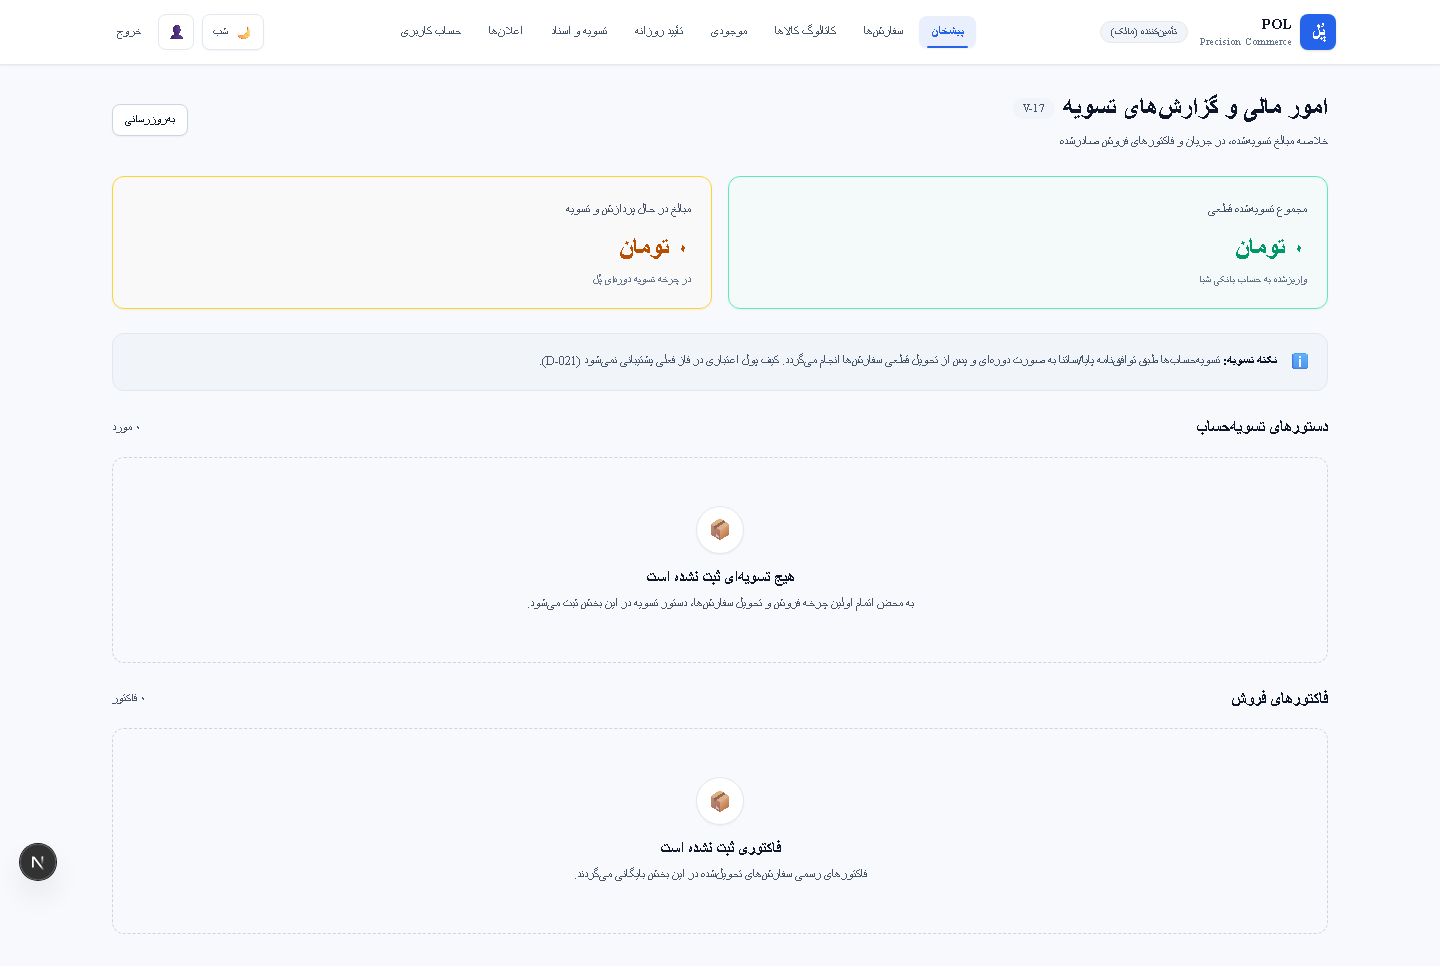 پُل
POL
Precision Commerce
تأمین‌کننده (مالک)
پیشخان
سفارش‌ها
کاتالوگ کالاها
موجودی
تأیید روزانه
تسویه و اسناد
اعلان‌ها
حساب کاربری
🌙 شب
خروج
امور مالی و گزارش‌های تسویه V-17
خلاصه مبالغ تسویه‌شده، در جریان و فاکتورهای فروش صادرشده
به‌روزرسانی
مجموع تسویه‌شده قطعی
۰ تومان
واریزشده به حساب بانکی شبا
مبالغ در حال پردازش و تسویه
۰ تومان
در چرخه تسویه دوره‌ای پُل
نکته تسویه: تسویه‌حساب‌ها طبق توافق‌نامه پایا/ساتنا به صورت دوره‌ای و پس از تحویل قطعی سفارش‌ها انجام می‌گردد. کیف پول اعتباری در فاز فعلی پشتیبانی نمی‌شود (D-021).
دستورهای تسویه‌حساب
۰ مورد
هیچ تسویه‌ای ثبت نشده است
به محض اتمام اولین چرخه فروش و تحویل سفارش‌ها، دستور تسویه در این بخش ثبت می‌شود.
فاکتورهای فروش
۰ فاکتور
فاکتوری ثبت نشده است
فاکتورهای رسمی سفارش‌های تحویل‌شده در این بخش بایگانی می‌گردند.
N